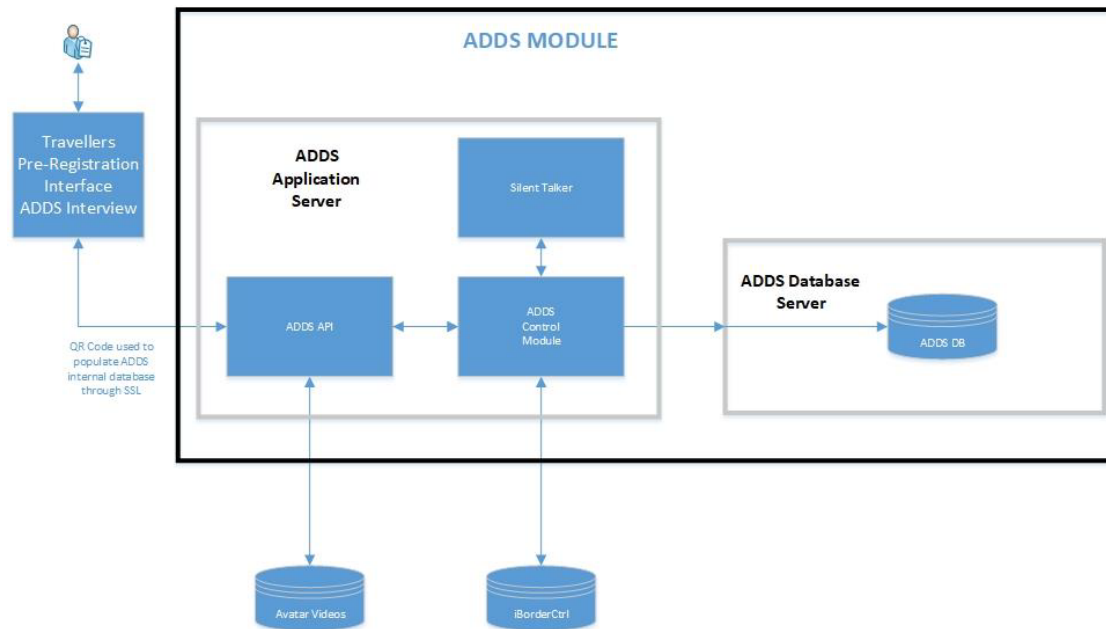 ADDS MODULE
Travellers
Pre-Registration
Interface
ADDS Interview
ADDS
Application
Server
Silent Talker
ADDS API
ADDS
Control
Module
ADDS Database
Server
ADDS DB
QR Code used to
populate ADDS
internal database
through SSL
Avatar Videos
iBorderCtrl